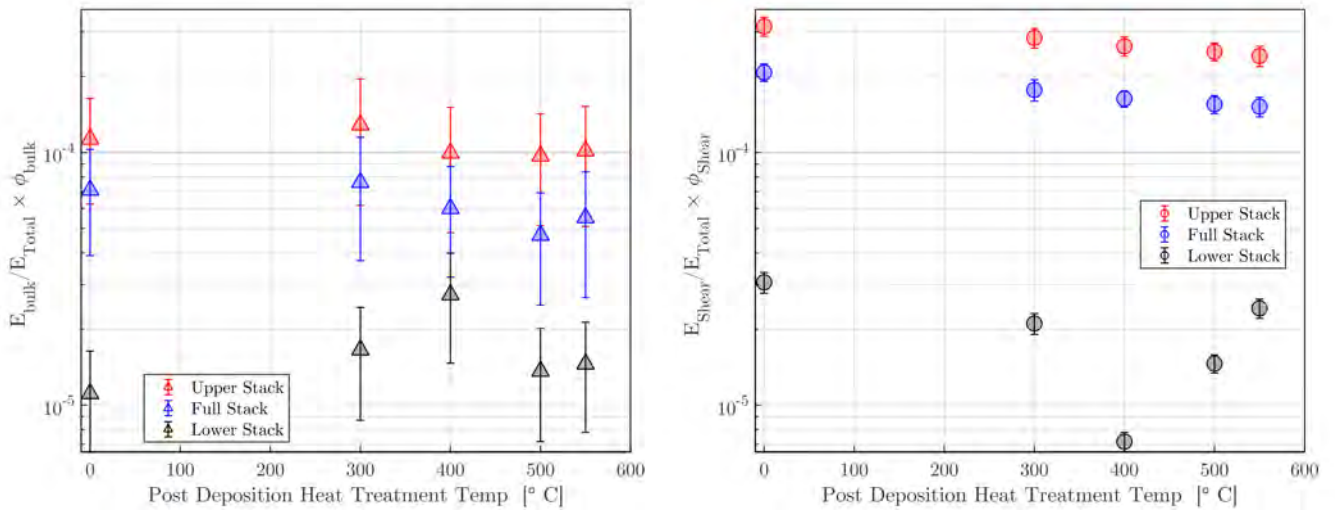 E_bulk/E_Total × ϕ_bulk
10^-4
10^-5
Upper Stack
Full Stack
Lower Stack
0 100 200 300 400 500 600
Post Deposition Heat Treatment Temp [° C]
E_Shear/E_Total × ϕ_Shear
10^-4
10^-5
Upper Stack
Full Stack
Lower Stack
0 100 200 300 400 500 600
Post Deposition Heat Treatment Temp [° C]